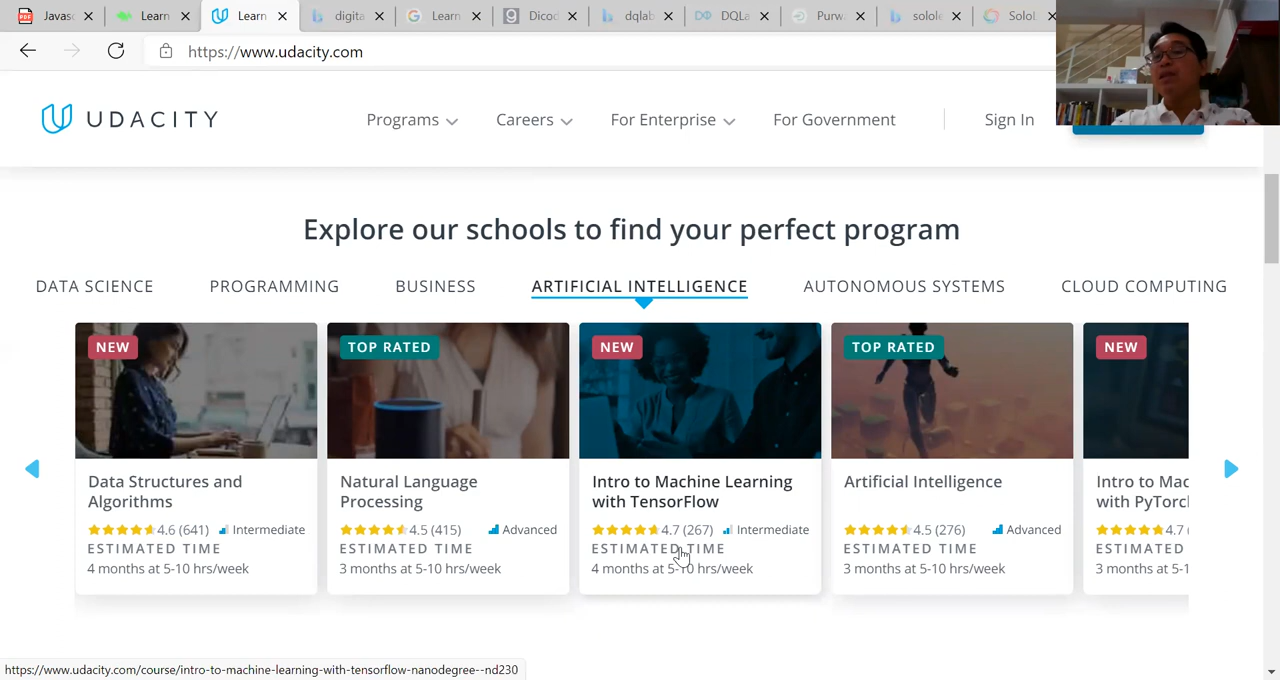 Javasc
Learn
Learn
digita
Learn
Dicod
dqlab
DQLa
Purw
solole
Solol
https://www.udacity.com
UDACITY
Programs
Careers
For Enterprise
For Government
Sign In
Explore our schools to find your perfect program
DATA SCIENCE
PROGRAMMING
BUSINESS
ARTIFICIAL INTELLIGENCE
AUTONOMOUS SYSTEMS
CLOUD COMPUTING
NEW
Data Structures and
Algorithms
4.6 (641) Intermediate
ESTIMATED TIME
4 months at 5-10 hrs/week
TOP RATED
Natural Language
Processing
4.5 (415) Advanced
ESTIMATED TIME
3 months at 5-10 hrs/week
NEW
Intro to Machine Learning
with TensorFlow
4.7 (267) Intermediate
ESTIMATED TIME
4 months at 5-10 hrs/week
TOP RATED
Artificial Intelligence
4.5 (276) Advanced
ESTIMATED TIME
3 months at 5-10 hrs/week
NEW
Intro to Mac
with PyTorc
4.7
ESTIMATED
3 months at 5-1
https://www.udacity.com/course/intro-to-machine-learning-with-tensorflow-nanodegree--nd230